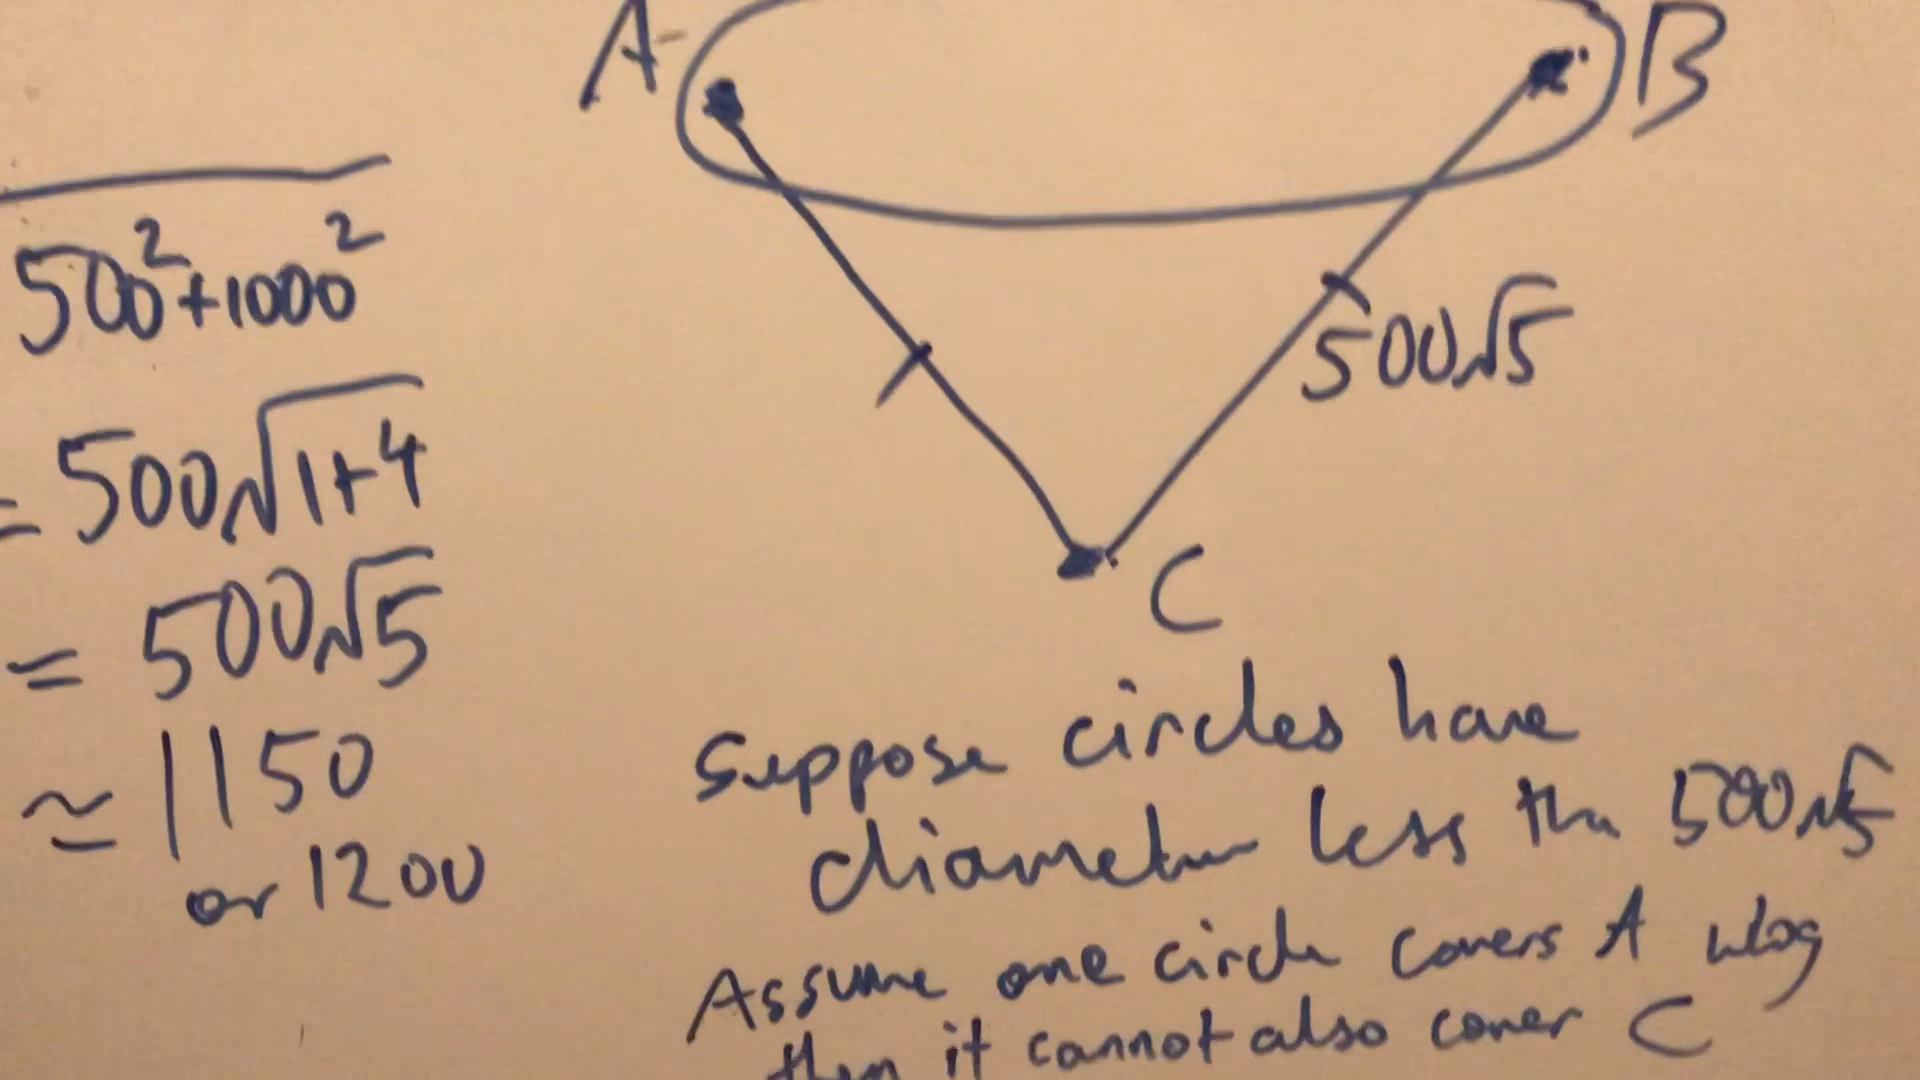 500²+1000²
= 500√1+4
= 500√5
≃ 1150
or 1200
A
B
500√5
C
Suppose circles have
diameter less than 500√5
Assume one circle covers A wlog
then it cannot also cover C